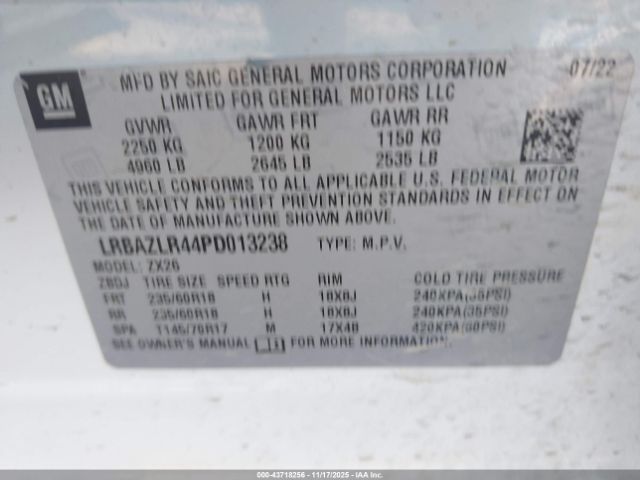 GM
MFD BY SAIC GENERAL MOTORS CORPORATION 07/22
LIMITED FOR GENERAL MOTORS LLC
GVWR GAWR FRT GAWR RR
2250 KG 1200 KG 1150 KG
4960 LB 2645 LB 2535 LB
THIS VEHICLE CONFORMS TO ALL APPLICABLE U.S. FEDERAL MOTOR
VEHICLE SAFETY AND THEFT PREVENTION STANDARDS IN EFFECT ON
THE DATE OF MANUFACTURE SHOWN ABOVE.
LRBAZLR44PD013238 TYPE: M.P.V.
MODEL: ZX26
ZBDJ TIRE SIZE SPEED RTG RIM COLD TIRE PRESSURE
FRT 235/60R18 H 18X8J 240KPA(35PSI)
RR 235/60R18 H 18X8J 240KPA(35PSI)
SPA T145/70R17 M 17X4B 420KPA(60PSI)
SEE OWNER'S MANUAL FOR MORE INFORMATION.
000-43718256 - 11/17/2025 - IAAI.CA